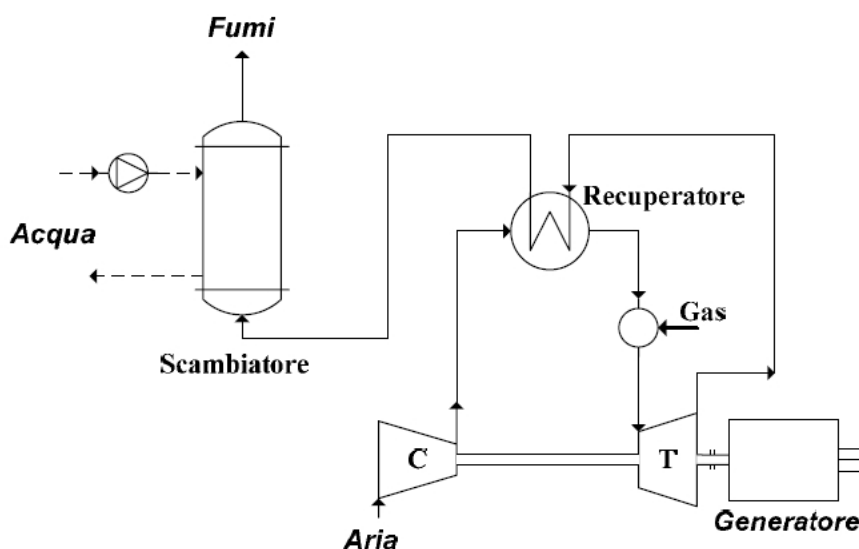 Fumi
Recuperatore
Acqua
Gas
Scambiatore
C
T
Generatore
Aria